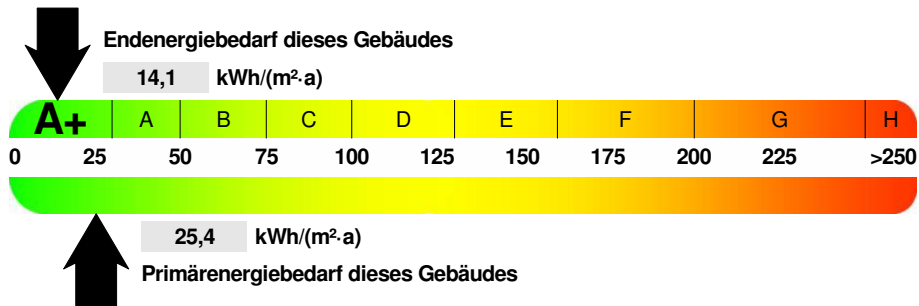 Endenergiebedarf dieses Gebäudes
14,1 kWh/(m²·a)
A+ A B C D E F G H
0 25 50 75 100 125 150 175 200 225 >250
25,4 kWh/(m²·a)
Primärenergiebedarf dieses Gebäudes